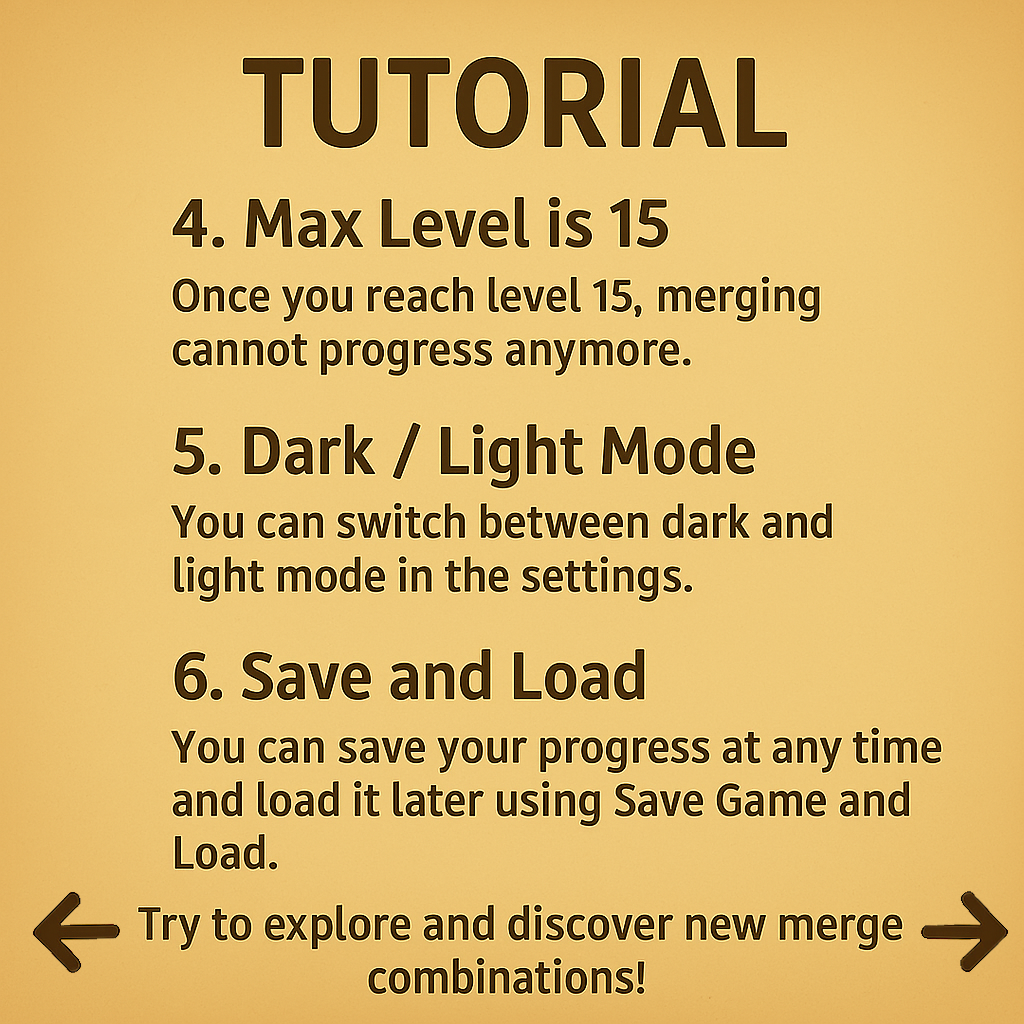 TUTORIAL
4. Max Level is 15
Once you reach level 15, merging
cannot progress anymore.
5. Dark / Light Mode
You can switch between dark and
light mode in the settings.
6. Save and Load
You can save your progress at any time
and load it later using Save Game and
Load.
Try to explore and discover new merge
combinations!